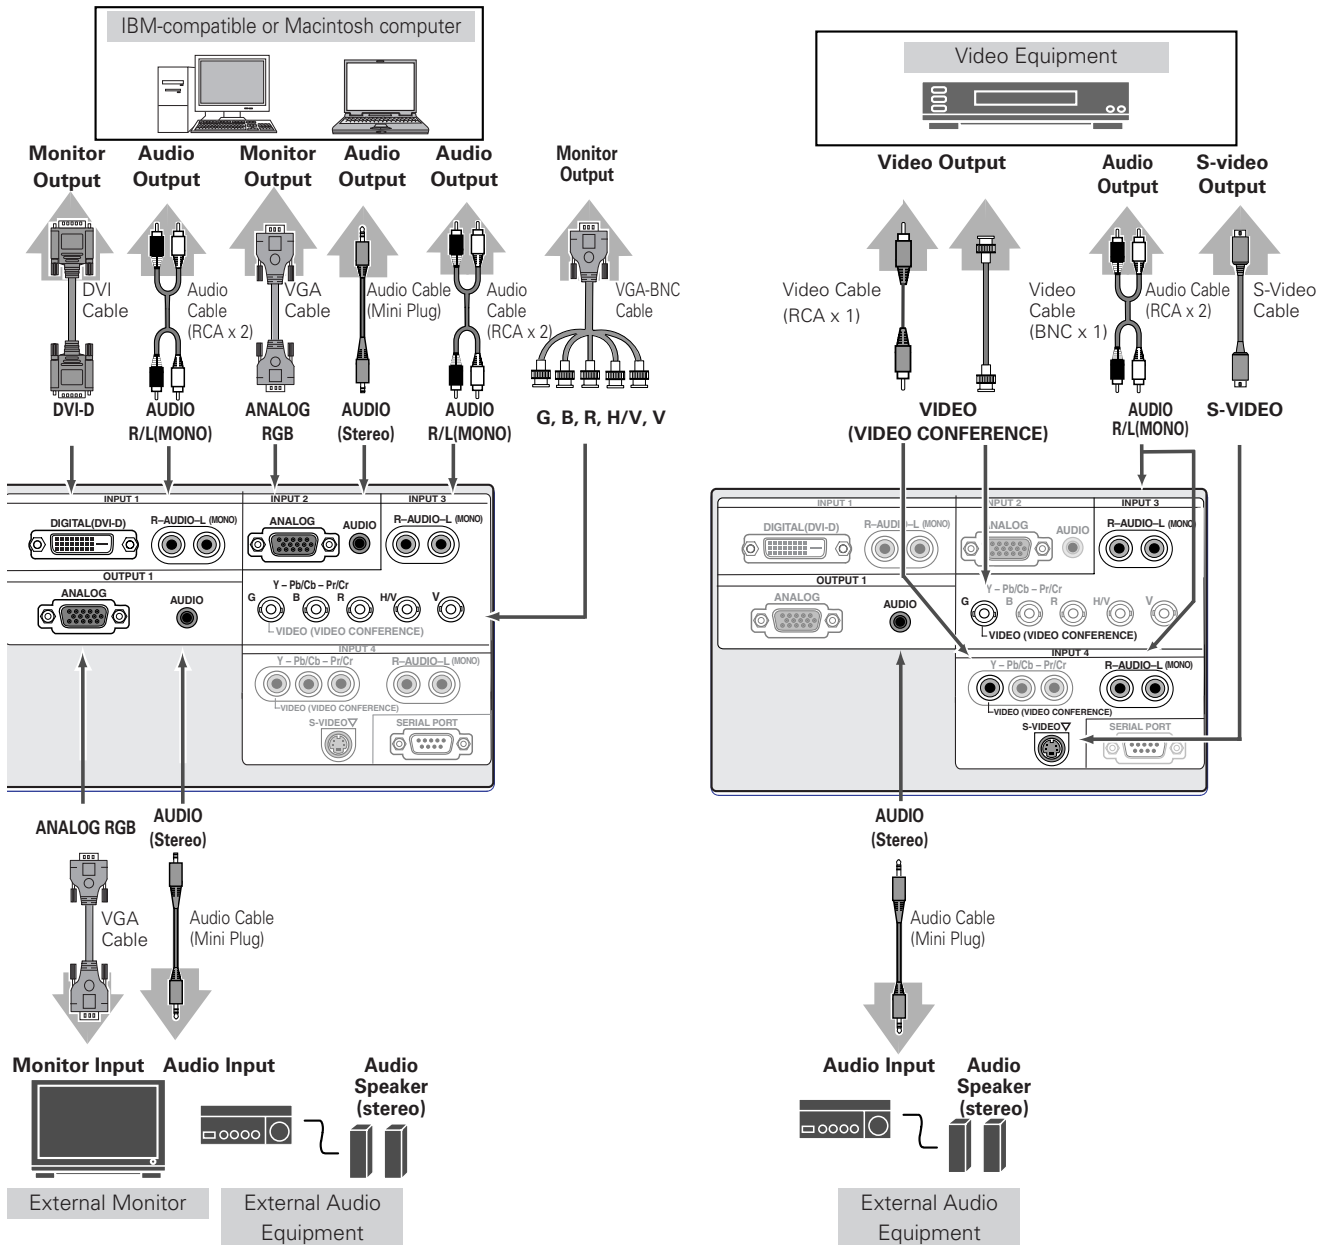 IBM-compatible or Macintosh computer
Monitor Output
Audio Output
Monitor Output
Audio Output
Audio Output
Monitor Output
DVI Cable
Audio Cable (RCA x 2)
VGA Cable
Audio Cable (Mini Plug)
Audio Cable (RCA x 2)
VGA-BNC Cable
DVI-D
AUDIO R/L(MONO)
ANALOG RGB
AUDIO (Stereo)
AUDIO R/L(MONO)
G, B, R, H/V, V
INPUT 1
INPUT 2
INPUT 3
DIGITAL(DVI-D)
R–AUDIO–L (MONO)
ANALOG
AUDIO
R–AUDIO–L (MONO)
OUTPUT 1
ANALOG
AUDIO
Y – Pb/Cb – Pr/Cr
G
B
R
H/V
V
VIDEO (VIDEO CONFERENCE)
INPUT 4
Y – Pb/Cb – Pr/Cr
R–AUDIO–L (MONO)
VIDEO (VIDEO CONFERENCE)
S-VIDEO
SERIAL PORT
ANALOG RGB
AUDIO (Stereo)
VGA Cable
Audio Cable (Mini Plug)
Monitor Input
Audio Input
Audio Speaker (stereo)
External Monitor
External Audio Equipment
Video Equipment
Video Output
Audio Output
S-video Output
Video Cable (RCA x 1)
Video Cable (BNC x 1)
Audio Cable (RCA x 2)
S-Video Cable
VIDEO (VIDEO CONFERENCE)
AUDIO R/L(MONO)
S-VIDEO
INPUT 1
INPUT 2
INPUT 3
DIGITAL(DVI-D)
R–AUDIO–L (MONO)
ANALOG
AUDIO
R–AUDIO–L (MONO)
OUTPUT 1
ANALOG
AUDIO
Y – Pb/Cb – Pr/Cr
G
B
R
H/V
V
VIDEO (VIDEO CONFERENCE)
INPUT 4
Y – Pb/Cb – Pr/Cr
R–AUDIO–L (MONO)
VIDEO (VIDEO CONFERENCE)
S-VIDEO
SERIAL PORT
AUDIO (Stereo)
Audio Cable (Mini Plug)
Audio Input
Audio Speaker (stereo)
External Audio Equipment